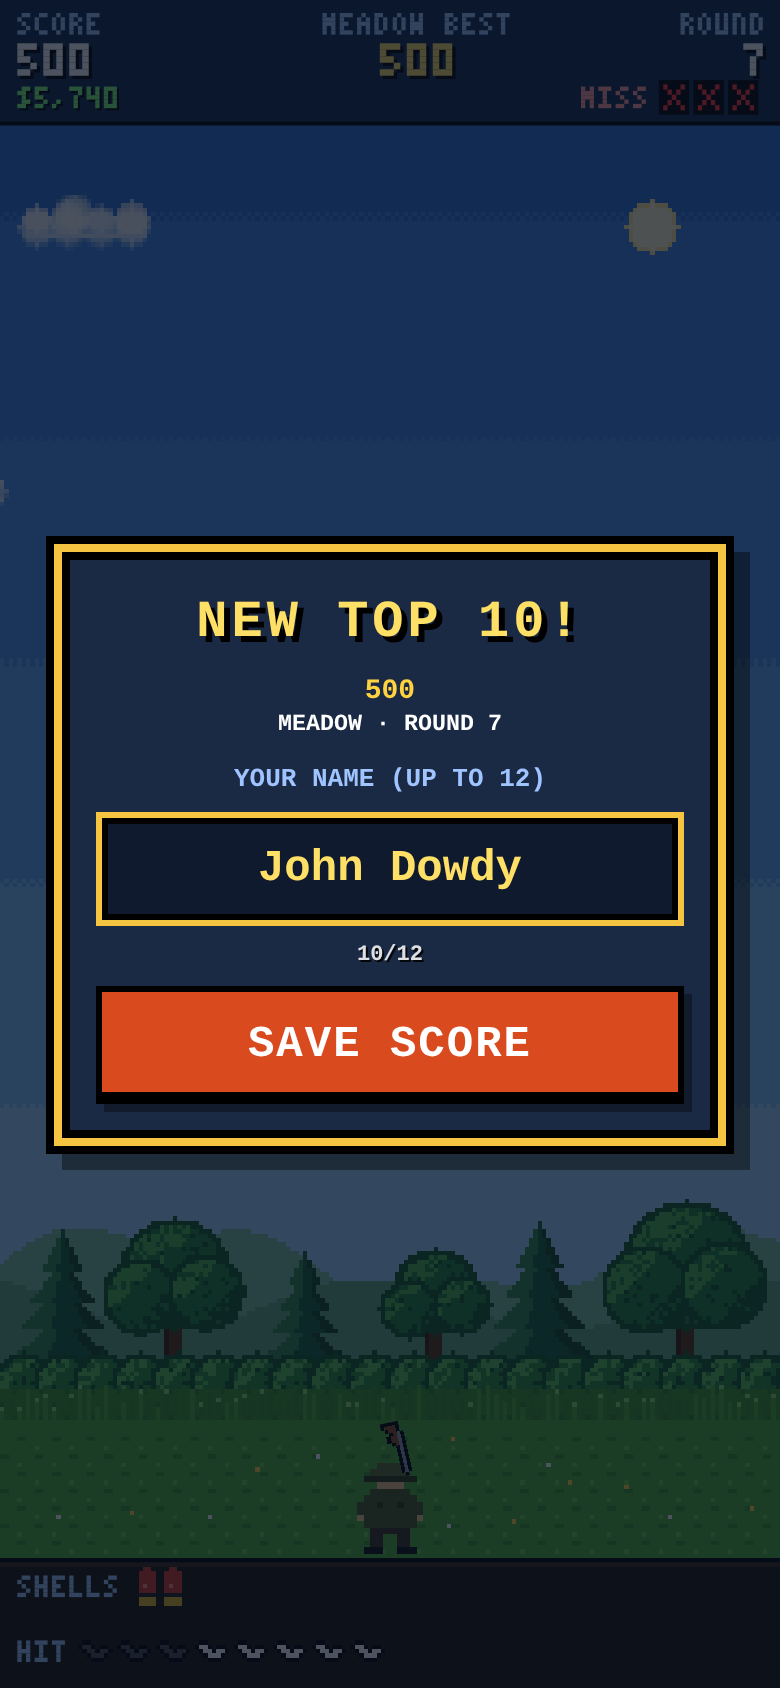 SCORE
MEADOW BEST
ROUND
500
500
7
$5,740
MISS X X X
NEW TOP 10!
500
MEADOW · ROUND 7
YOUR NAME (UP TO 12)
John Dowdy
10/12
SAVE SCORE
SHELLS
HIT